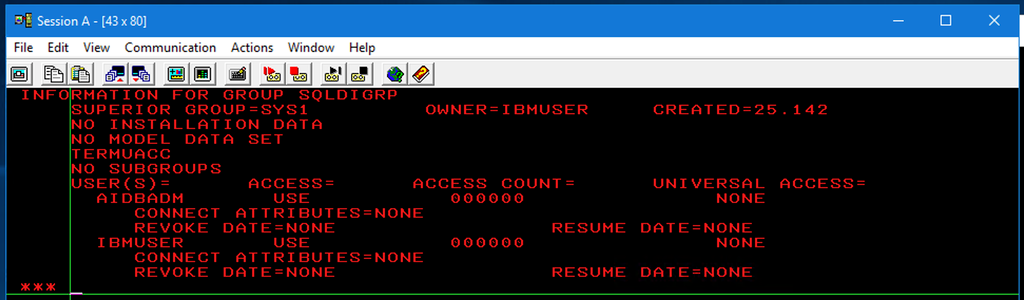 Session A - [43 x 80]
File Edit View Communication Actions Window Help
INFORMATION FOR GROUP SQLDIGRP
SUPERIOR GROUP=SYS1 OWNER=IBMUSER CREATED=25.142
NO INSTALLATION DATA
NO MODEL DATA SET
TERMUACC
NO SUBGROUPS
USER(S)= ACCESS= ACCESS COUNT= UNIVERSAL ACCESS=
AIDBADM USE 000000 NONE
CONNECT ATTRIBUTES=NONE
REVOKE DATE=NONE RESUME DATE=NONE
IBMUSER USE 000000 NONE
CONNECT ATTRIBUTES=NONE
REVOKE DATE=NONE RESUME DATE=NONE
***